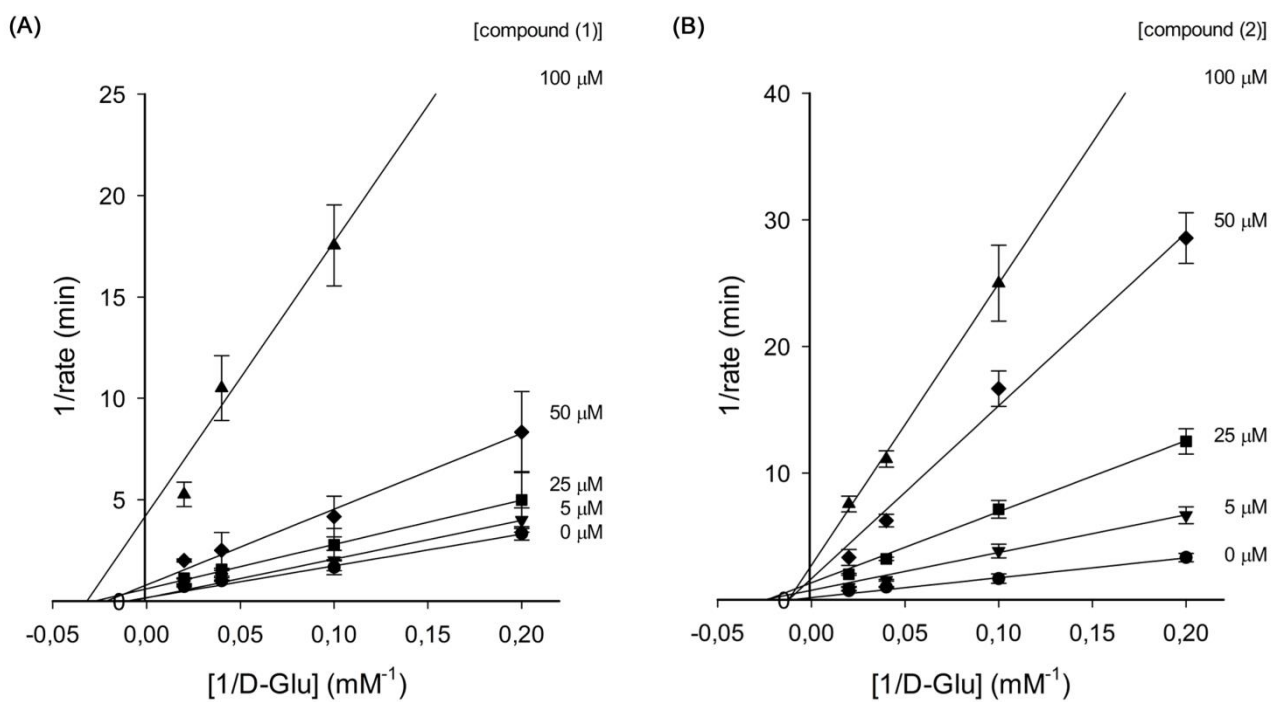 (A)
[compound (1)]
100 μM
25
20
15
10
5
0
1/rate (min)
50 μM
25 μM
5 μM
0 μM
-0,05
0,00
0,05
0,10
0,15
0,20
[1/D-Glu] (mM⁻¹)
(B)
[compound (2)]
100 μM
40
30
20
10
0
1/rate (min)
50 μM
25 μM
5 μM
0 μM
-0,05
0,00
0,05
0,10
0,15
0,20
[1/D-Glu] (mM⁻¹)